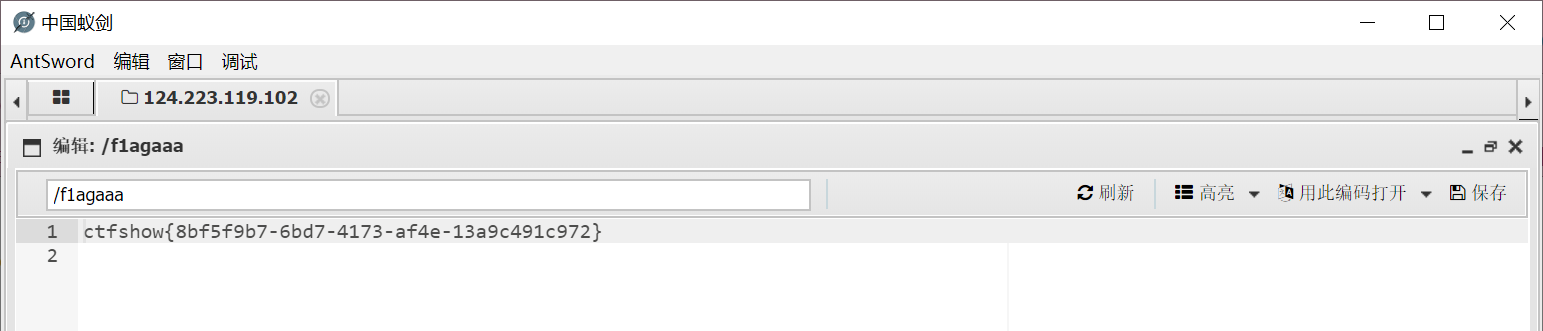 中国蚁剑
AntSword 编辑 窗口 调试
124.223.119.102
编辑: /f1agaaa
/f1agaaa 刷新 高亮 用此编码打开 保存
1 ctfshow{8bf5f9b7-6bd7-4173-af4e-13a9c491c972}
2